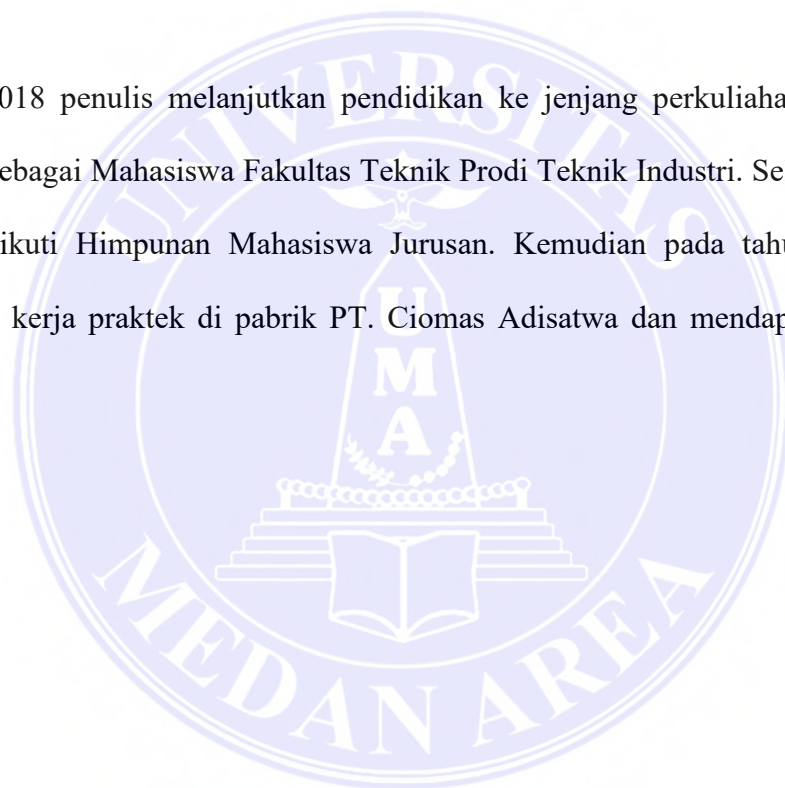 018 penulis melanjutkan pendidikan ke jenjang perkuliaha
ebagai Mahasiswa Fakultas Teknik Prodi Teknik Industri. Se
ikuti Himpunan Mahasiswa Jurusan. Kemudian pada tahu
kerja praktek di pabrik PT. Ciomas Adisatwa dan mendap
UNIVERSITAS
U
M
A
MEDAN AREA